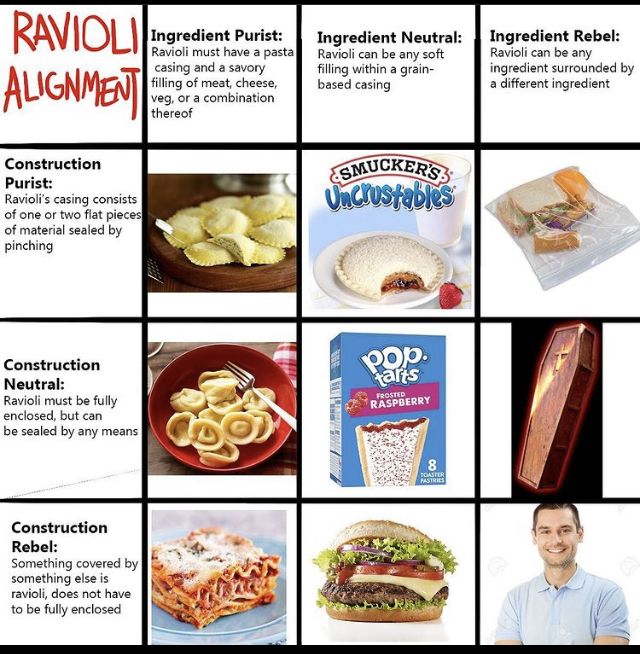 RAVIOLI
ALIGNMENT
Ingredient Purist:
Ravioli must have a pasta
casing and a savory
filling of meat, cheese,
veg, or a combination
thereof
Ingredient Neutral:
Ravioli can be any soft
filling within a grain-
based casing
Ingredient Rebel:
Ravioli can be any
ingredient surrounded by
a different ingredient
Construction
Purist:
Ravioli's casing consists
of one or two flat pieces
of material sealed by
pinching
SMUCKER'S
Uncrustables
Construction
Neutral:
Ravioli must be fully
enclosed, but can
be sealed by any means
POP.
tarts
FROSTED
RASPBERRY
8
TOASTER
PASTRIES
Construction
Rebel:
Something covered by
something else is
ravioli, does not have
to be fully enclosed